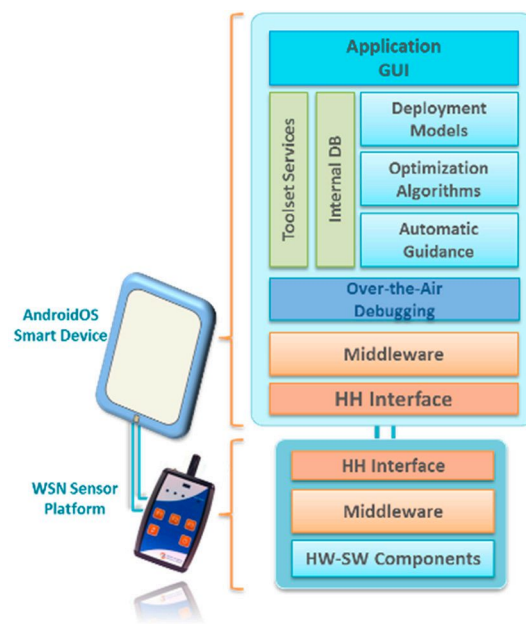 Application
GUI
Toolset Services
Internal DB
Deployment
Models
Optimization
Algorithms
Automatic
Guidance
Over-the-Air
Debugging
AndroidOS
Smart Device
Middleware
HH Interface
WSN Sensor
Platform
HH Interface
Middleware
HW-SW Components